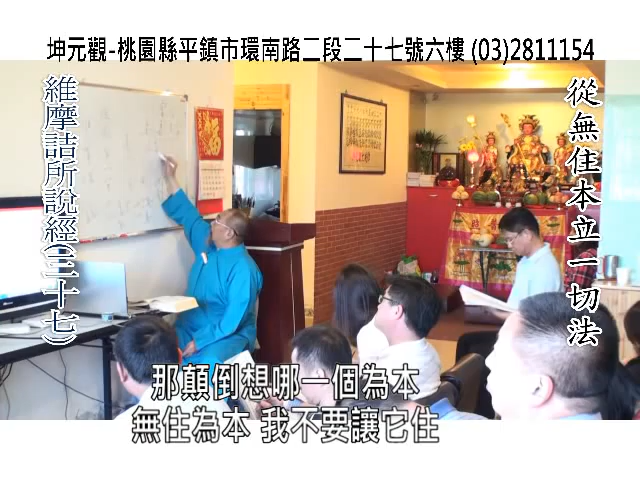 坤元觀-桃園縣平鎮市環南路二段二十七號六樓 (03)2811154
維摩詰所說經(三十七)
從無住本立一切法
福
那顛倒想哪一個為本
無住為本 我不要讓它住